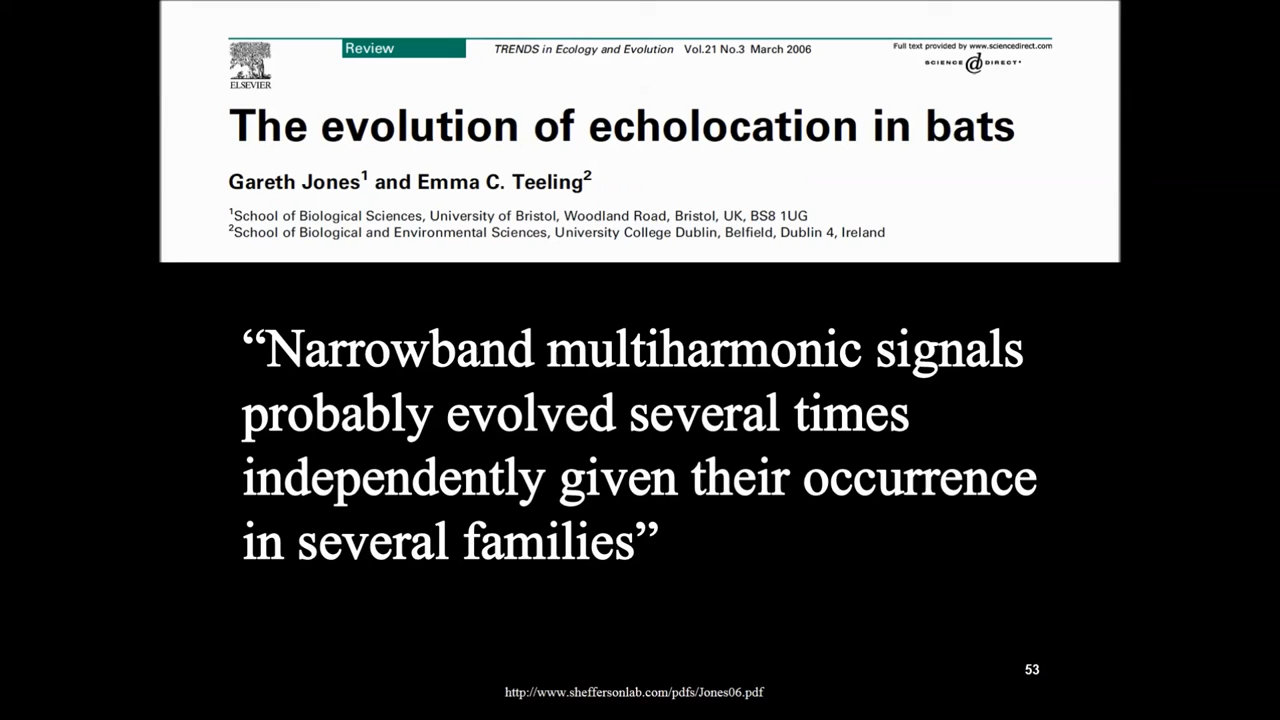 Review TRENDS in Ecology and Evolution Vol.21 No.3 March 2006 Full text provided by www.sciencedirect.com
SCIENCE @ DIRECT•
ELSEVIER
The evolution of echolocation in bats
Gareth Jones¹ and Emma C. Teeling²
¹School of Biological Sciences, University of Bristol, Woodland Road, Bristol, UK, BS8 1UG
²School of Biological and Environmental Sciences, University College Dublin, Belfield, Dublin 4, Ireland
“Narrowband multiharmonic signals
probably evolved several times
independently given their occurrence
in several families”
53
http://www.sheffersonlab.com/pdfs/Jones06.pdf